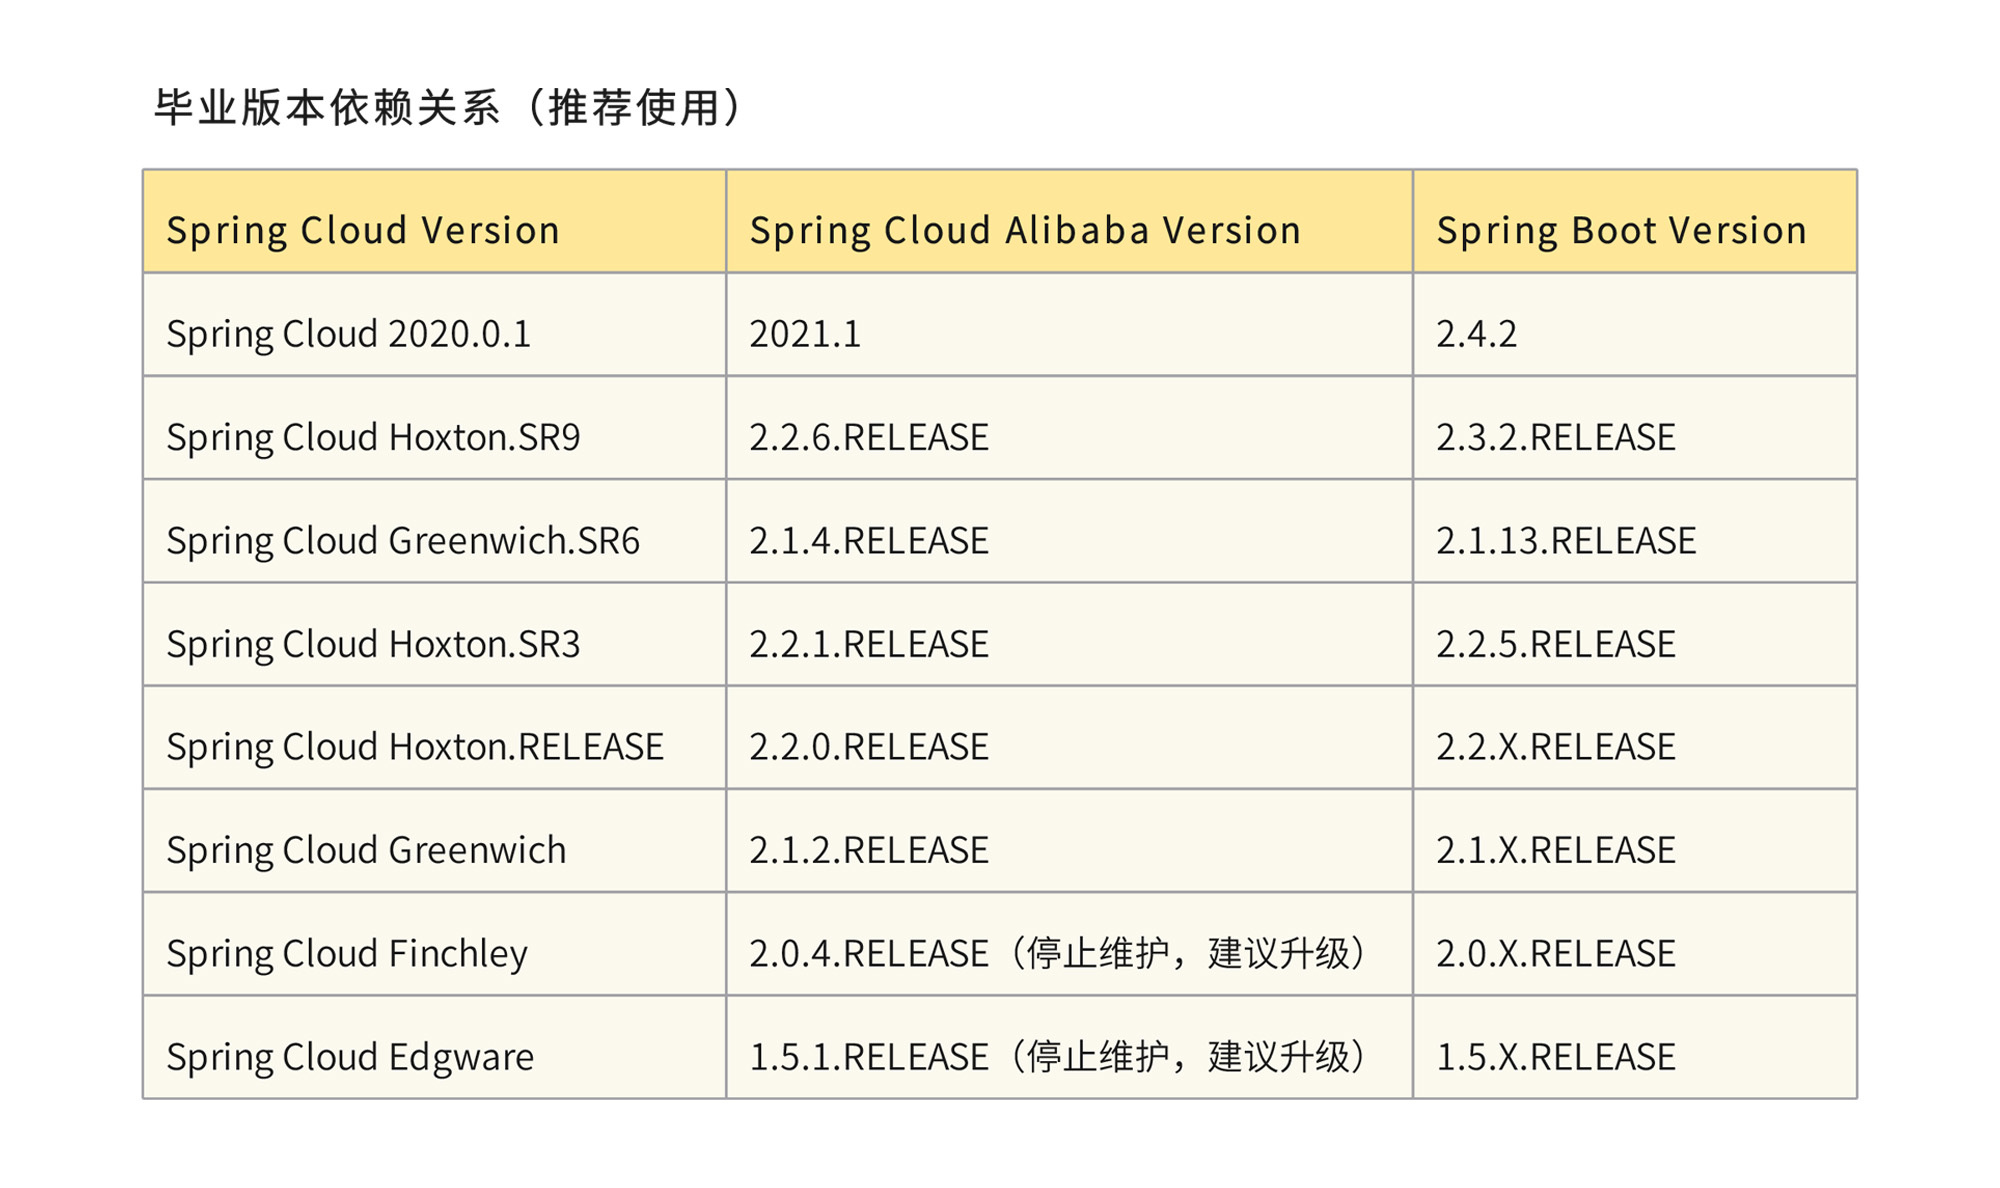 毕业版本依赖关系（推荐使用）
Spring Cloud Version Spring Cloud Alibaba Version Spring Boot Version
Spring Cloud 2020.0.1 2021.1 2.4.2
Spring Cloud Hoxton.SR9 2.2.6.RELEASE 2.3.2.RELEASE
Spring Cloud Greenwich.SR6 2.1.4.RELEASE 2.1.13.RELEASE
Spring Cloud Hoxton.SR3 2.2.1.RELEASE 2.2.5.RELEASE
Spring Cloud Hoxton.RELEASE 2.2.0.RELEASE 2.2.X.RELEASE
Spring Cloud Greenwich 2.1.2.RELEASE 2.1.X.RELEASE
Spring Cloud Finchley 2.0.4.RELEASE（停止维护，建议升级） 2.0.X.RELEASE
Spring Cloud Edgware 1.5.1.RELEASE（停止维护，建议升级） 1.5.X.RELEASE